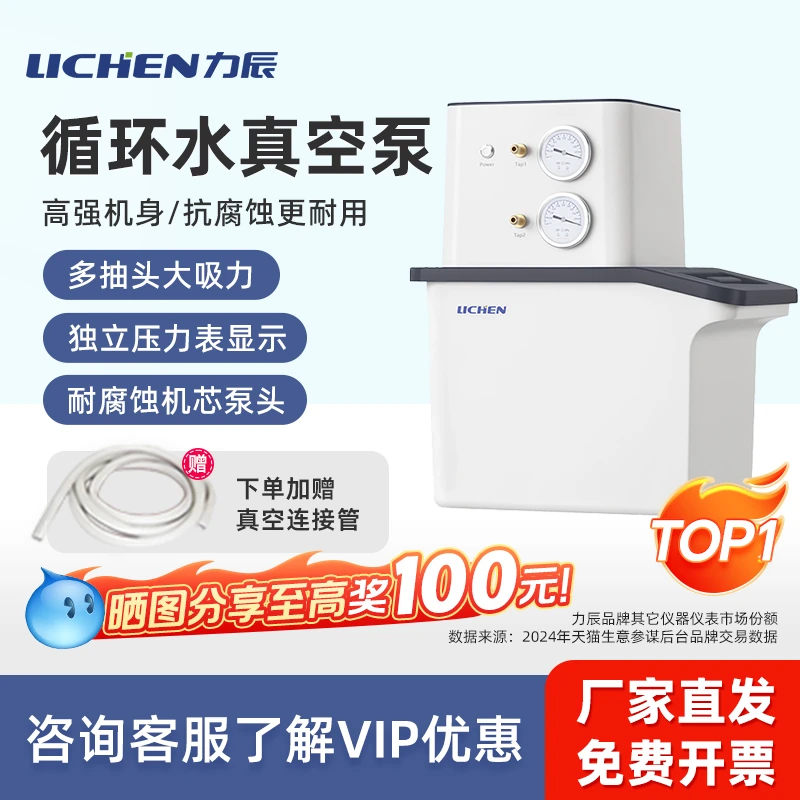 LICHEN力辰
循环水真空泵
高强机身/抗腐蚀更耐用
多抽头大吸力
独立压力表显示
耐腐蚀机芯泵头
Power
Tap1
Tap2
LICHEN
赠
下单加赠
真空连接管
TOP1
晒图分享至高奖100元!
力辰品牌其它仪器仪表市场份额
数据来源：2024年天猫生意参谋后台品牌交易数据
咨询客服了解VIP优惠
厂家直发
免费开票